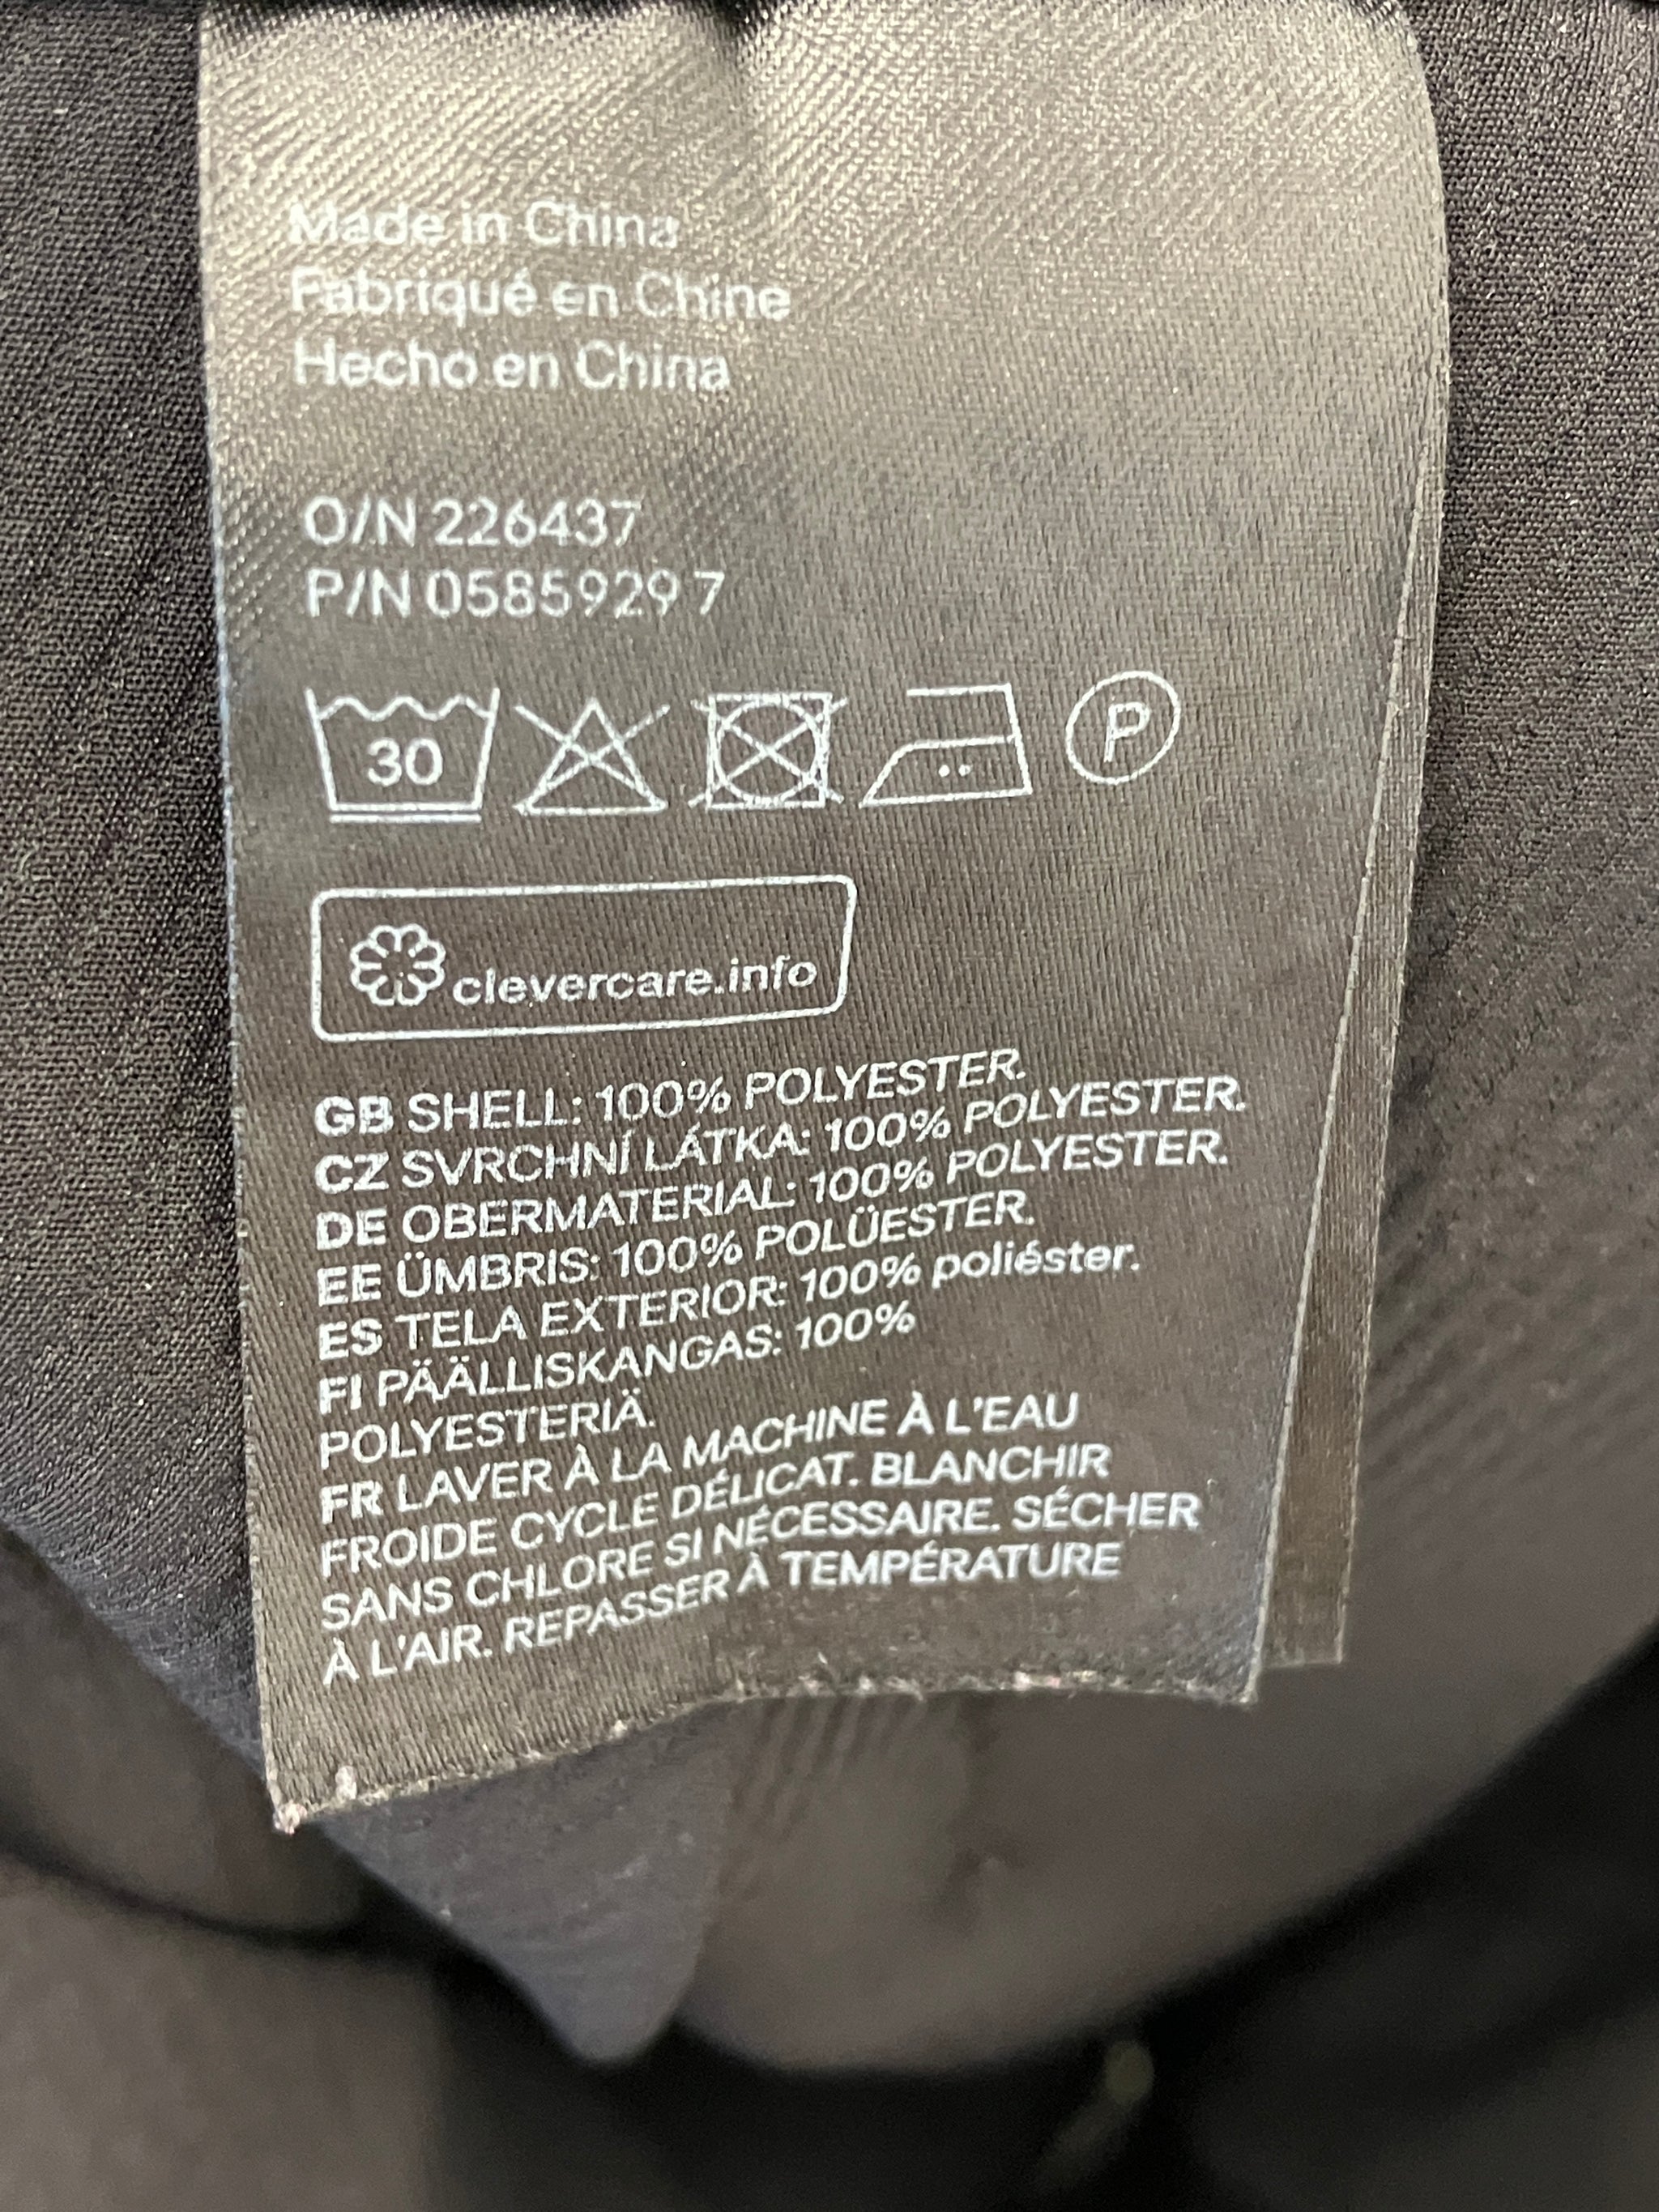 Made in China
Fabriqué en Chine
Hecho en China
O/N 226437
P/N 05859297
30
P
clevercare.info
GB SHELL: 100% POLYESTER.
CZ SVRCHNÍ LÁTKA: 100% POLYESTER.
DE OBERMATERIAL: 100% POLYESTER.
EE ÜMBRIS: 100% POLÜESTER.
ES TELA EXTERIOR: 100% poliéster.
FI PÄÄLLISKANGAS: 100%
POLYESTERIÄ.
FR LAVER À LA MACHINE À L'EAU
FROIDE CYCLE DÉLICAT. BLANCHIR
SANS CHLORE SI NÉCESSAIRE. SÉCHER
À L'AIR. REPASSER À TEMPÉRATURE